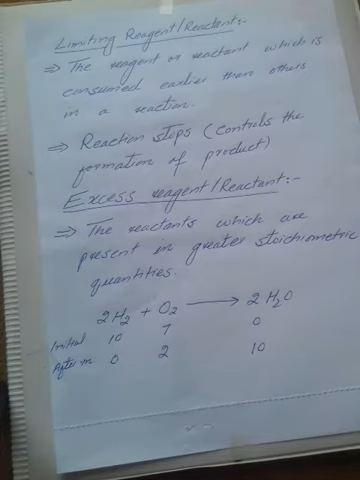 Limiting Reagent/Reactant:-
⇒ The reagent or reactant which is
consumed earlier than others
in a reaction.
⇒ Reaction stops (controls the
formation of product)
Excess reagent/Reactant:-
⇒ The reactants which are
present in greater stoichiometric
quantities.
2H₂ + O₂ ⟶ 2H₂O
Initial 10 7 0
After rxn 0 2 10